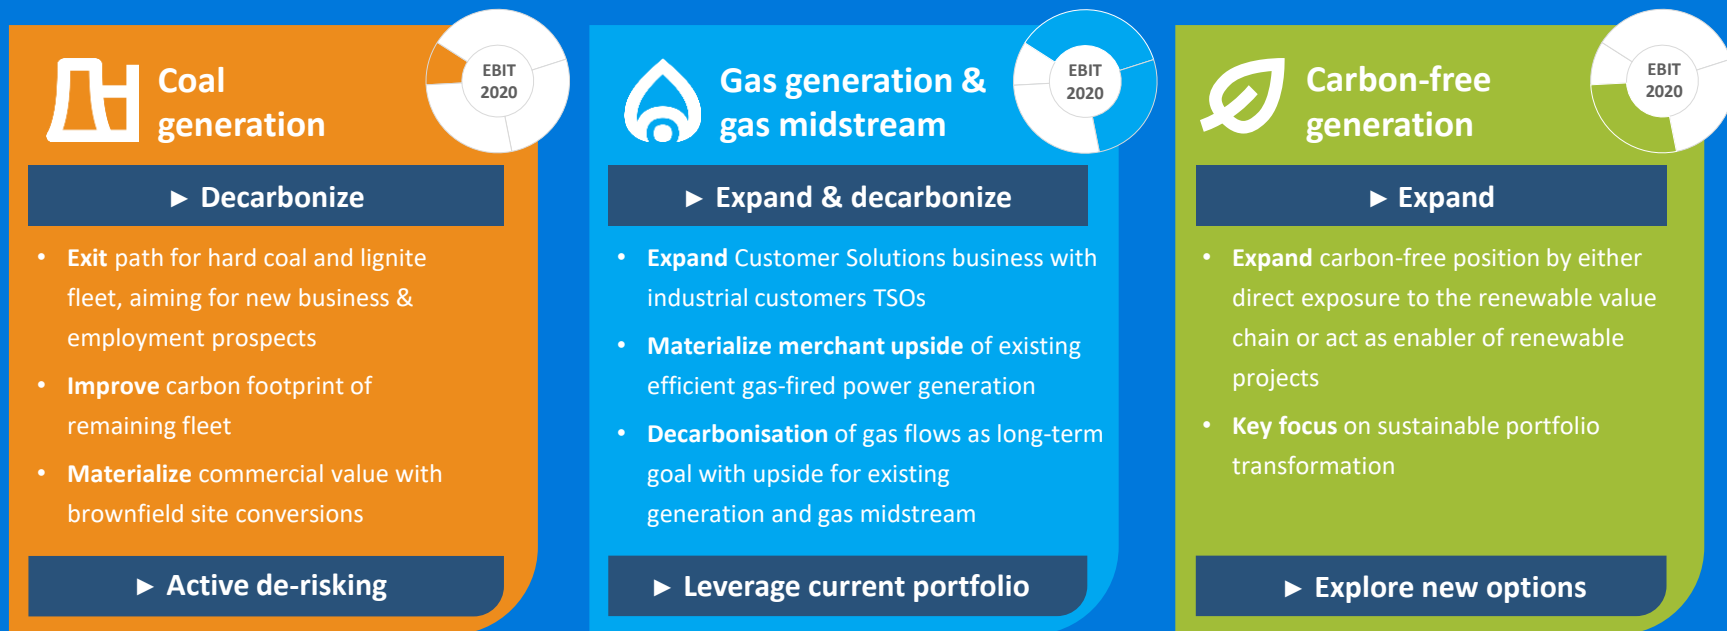 Coal
generation
EBIT
2020
► Decarbonize
• Exit path for hard coal and lignite
fleet, aiming for new business &
employment prospects
• Improve carbon footprint of
remaining fleet
• Materialize commercial value with
brownfield site conversions
► Active de-risking
Gas generation &
gas midstream
EBIT
2020
► Expand & decarbonize
• Expand Customer Solutions business with
industrial customers TSOs
• Materialize merchant upside of existing
efficient gas-fired power generation
• Decarbonisation of gas flows as long-term
goal with upside for existing
generation and gas midstream
► Leverage current portfolio
Carbon-free
generation
EBIT
2020
► Expand
• Expand carbon-free position by either
direct exposure to the renewable value
chain or act as enabler of renewable
projects
• Key focus on sustainable portfolio
transformation
► Explore new options